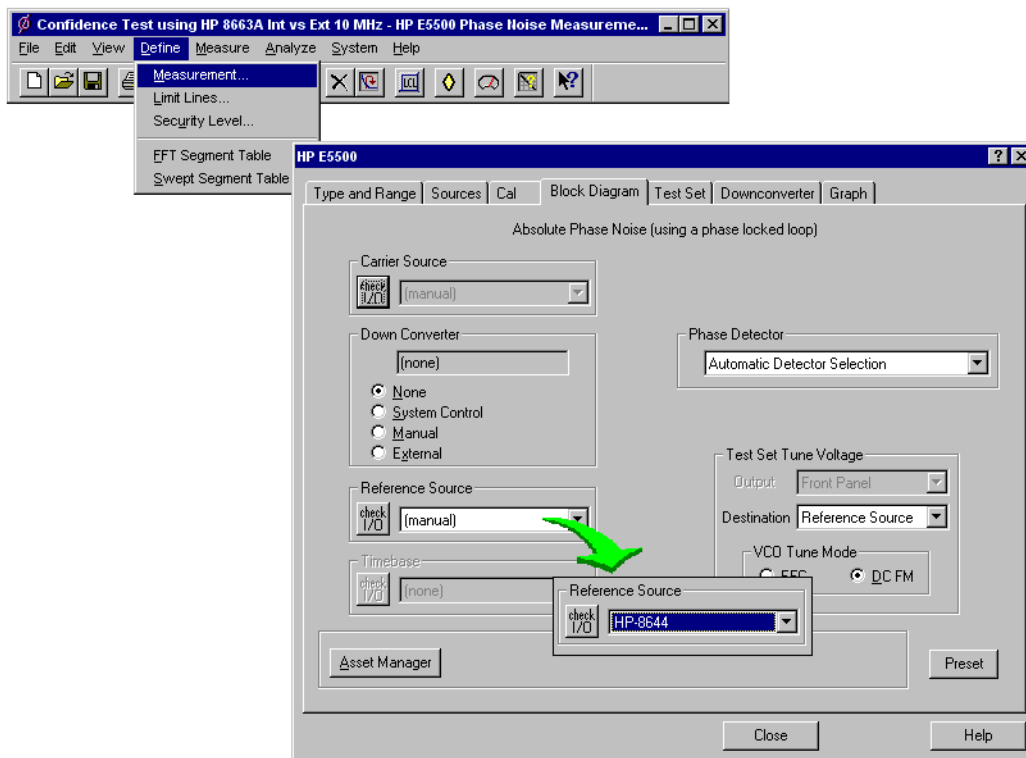 Confidence Test using HP 8663A Int vs Ext 10 MHz - HP E5500 Phase Noise Measureme...
File Edit View Define Measure Analyze System Help
LCL
Measurement...
Limit Lines...
Security Level...
FFT Segment Table
Swept Segment Table
HP E5500
Type and Range Sources Cal Block Diagram Test Set Downconverter Graph
Absolute Phase Noise (using a phase locked loop)
Carrier Source
check I/O (manual)
Down Converter
(none)
None
System Control
Manual
External
Phase Detector
Automatic Detector Selection
Reference Source
check I/O (manual)
Timebase
check I/O (none)
Test Set Tune Voltage
Output Front Panel
Destination Reference Source
VCO Tune Mode
DC FM
Reference Source
check I/O HP-8644
Asset Manager
Preset
Close Help